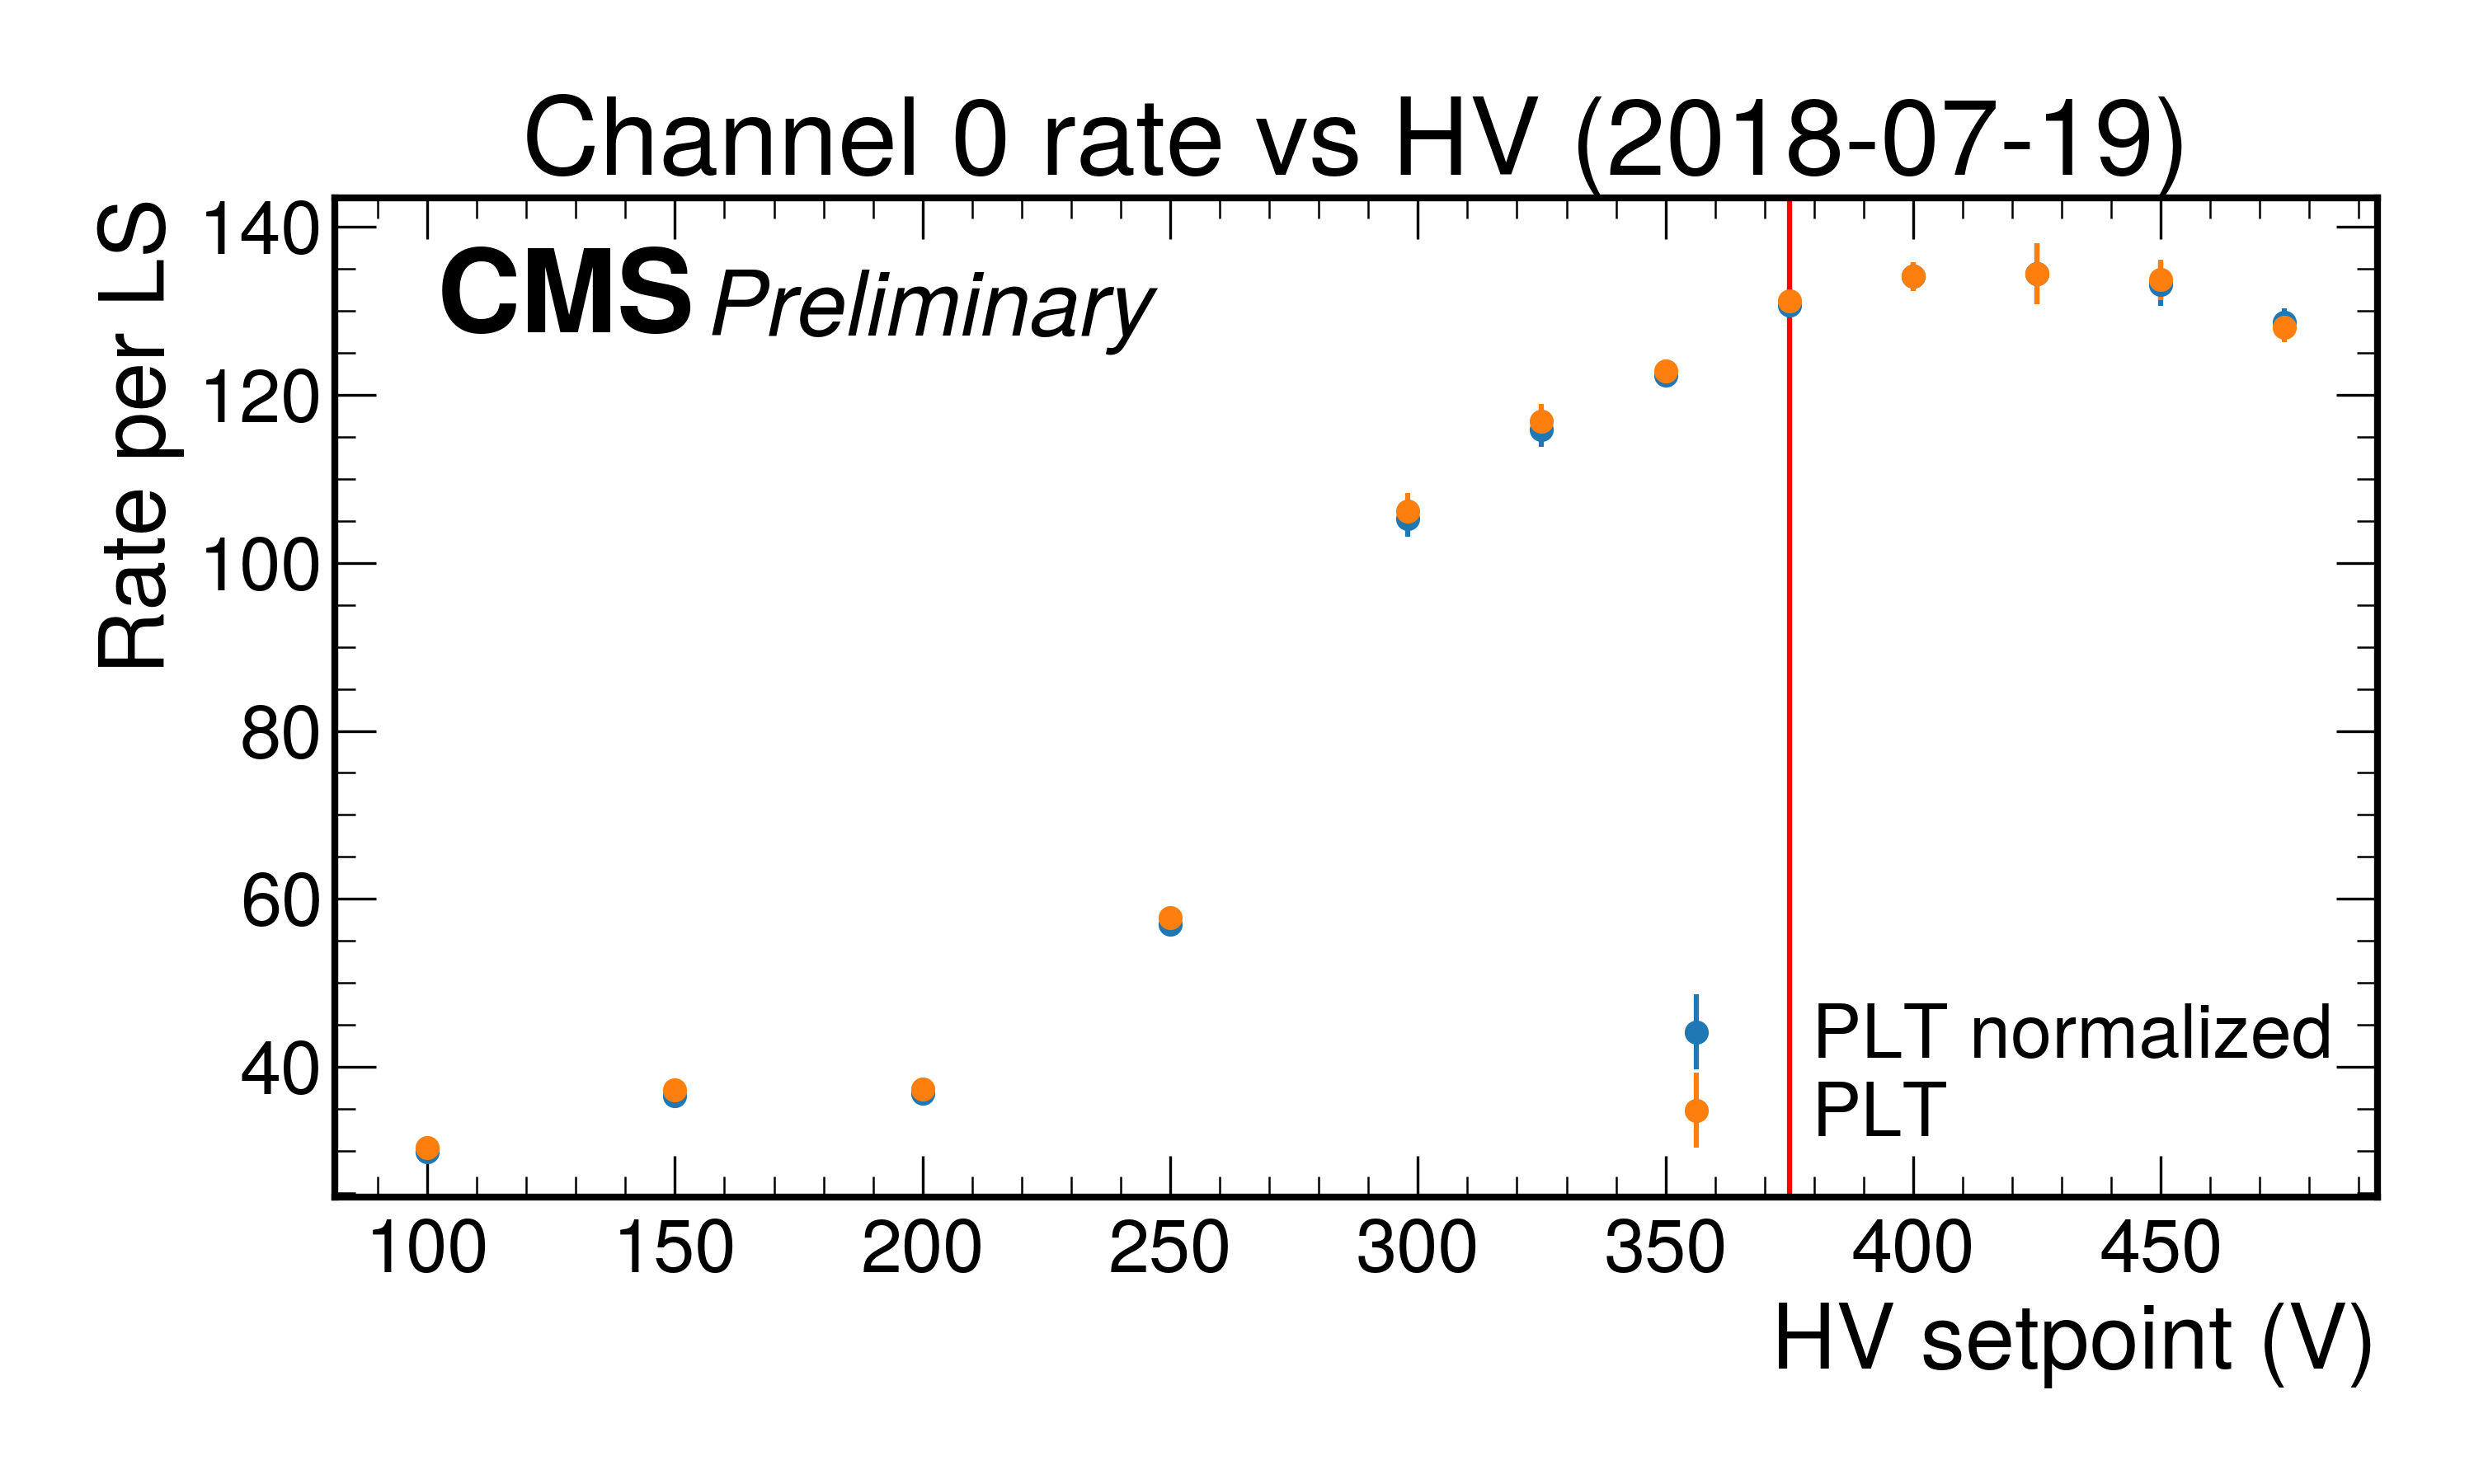 Channel 0 rate vs HV (2018-07-19)
CMS Preliminary
Rate per LS
140
120
100
80
60
40
PLT normalized
PLT
100 150 200 250 300 350 400 450
HV setpoint (V)